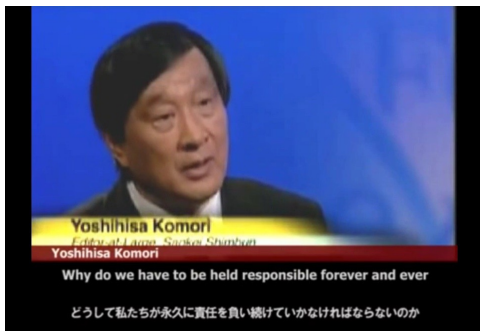 Yoshihisa Komori
Editor-at-Large, Sankei Shimbun
Yoshihisa Komori
Why do we have to be held responsible forever and ever
どうして私たちが永久に責任を負い続けていかなければならないのか